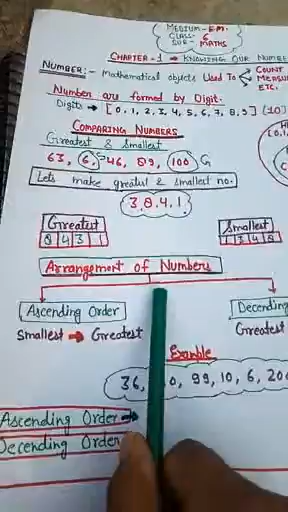 MEDIUM - E.M.
CLASS - 6
SUB - MATHS
CHAPTER-1 → KNOWING OUR NUMBE
NUMBER:- Mathematical objects Used To COUNT
MEASU
ETC.
Number are formed by Digit.
Digits → [0,1,2,3,4,5,6,7,8,9] (10)
COMPARING NUMBERS
Greatest & Smallest
63, 6, 46, 89, 100 G
Lets make greatest & smallest no.
3,8,4,1
Greatest
8 4 3 1
Smallest
1 3 4 8
Arrangement of Numbers
Ascending Order
Decending
Smallest → Greatest
Greatest
Example
36, 0, 99, 10, 6, 200
Ascending Order →
Decending Order